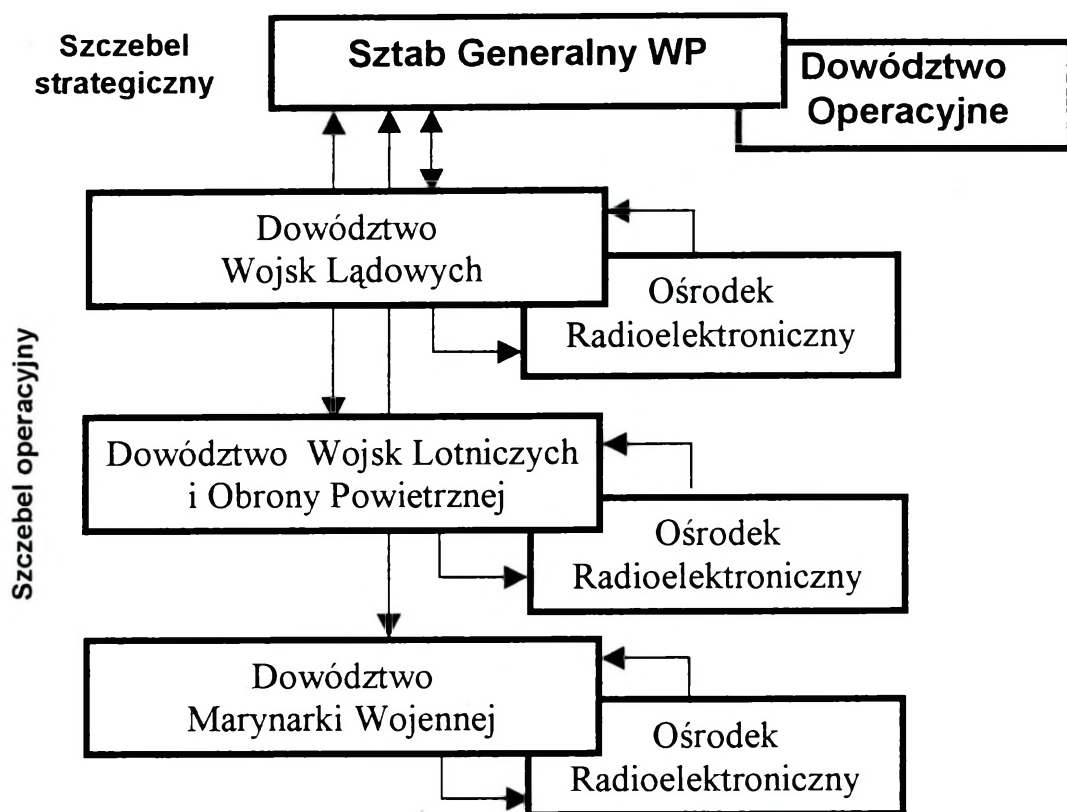 Szczebel
strategiczny
Sztab Generalny WP
Dowództwo
Operacyjne
Szczebel operacyjny
Dowództwo
Wojsk Lądowych
Ośrodek
Radioelektroniczny
Dowództwo Wojsk Lotniczych
i Obrony Powietrznej
Ośrodek
Radioelektroniczny
Dowództwo
Marynarki Wojennej
Ośrodek
Radioelektroniczny